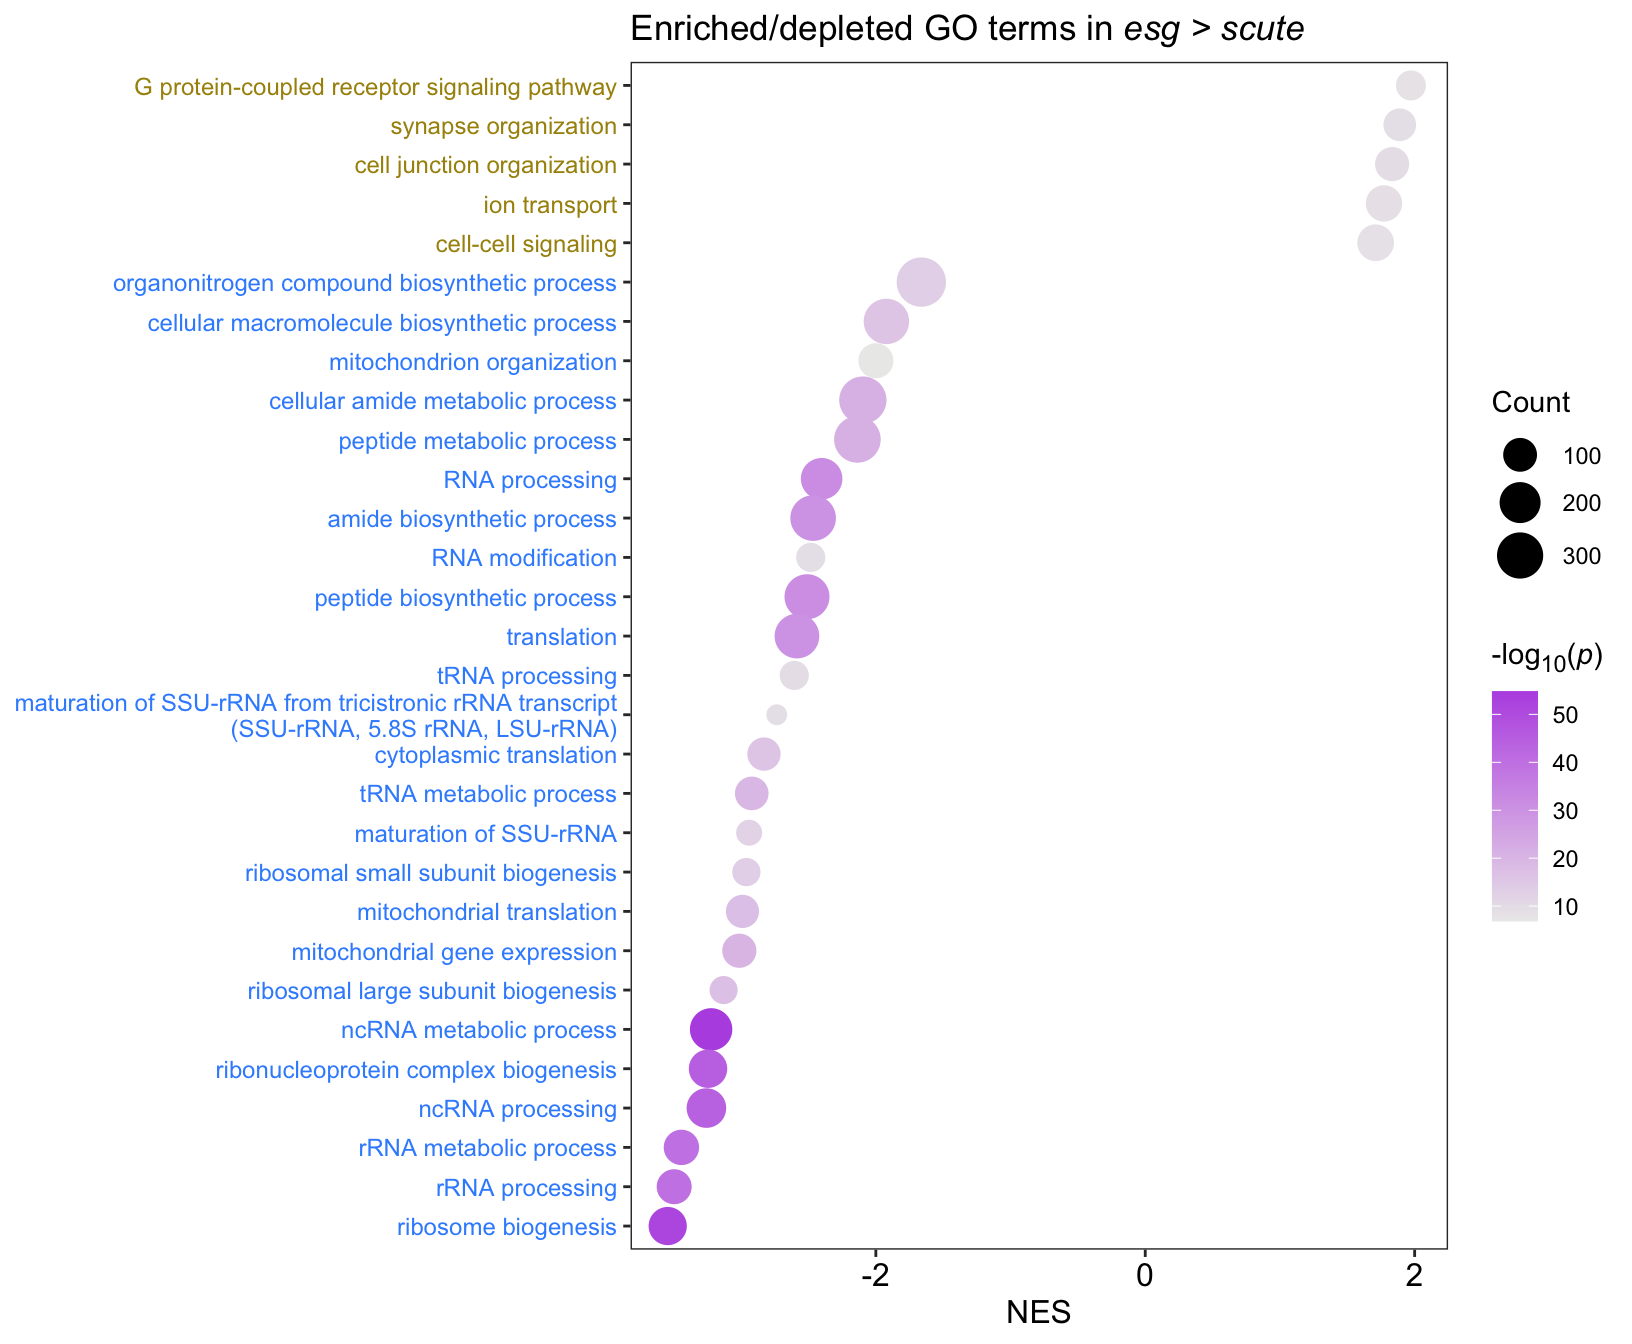 Enriched/depleted GO terms in esg > scute
G protein-coupled receptor signaling pathway
synapse organization
cell junction organization
ion transport
cell-cell signaling
organonitrogen compound biosynthetic process
cellular macromolecule biosynthetic process
mitochondrion organization
cellular amide metabolic process
peptide metabolic process
RNA processing
amide biosynthetic process
RNA modification
peptide biosynthetic process
translation
tRNA processing
maturation of SSU-rRNA from tricistronic rRNA transcript
(SSU-rRNA, 5.8S rRNA, LSU-rRNA)
cytoplasmic translation
tRNA metabolic process
maturation of SSU-rRNA
ribosomal small subunit biogenesis
mitochondrial translation
mitochondrial gene expression
ribosomal large subunit biogenesis
ncRNA metabolic process
ribonucleoprotein complex biogenesis
ncRNA processing
rRNA metabolic process
rRNA processing
ribosome biogenesis
-2 0 2
NES
Count
100
200
300
-log10(p)
50
40
30
20
10